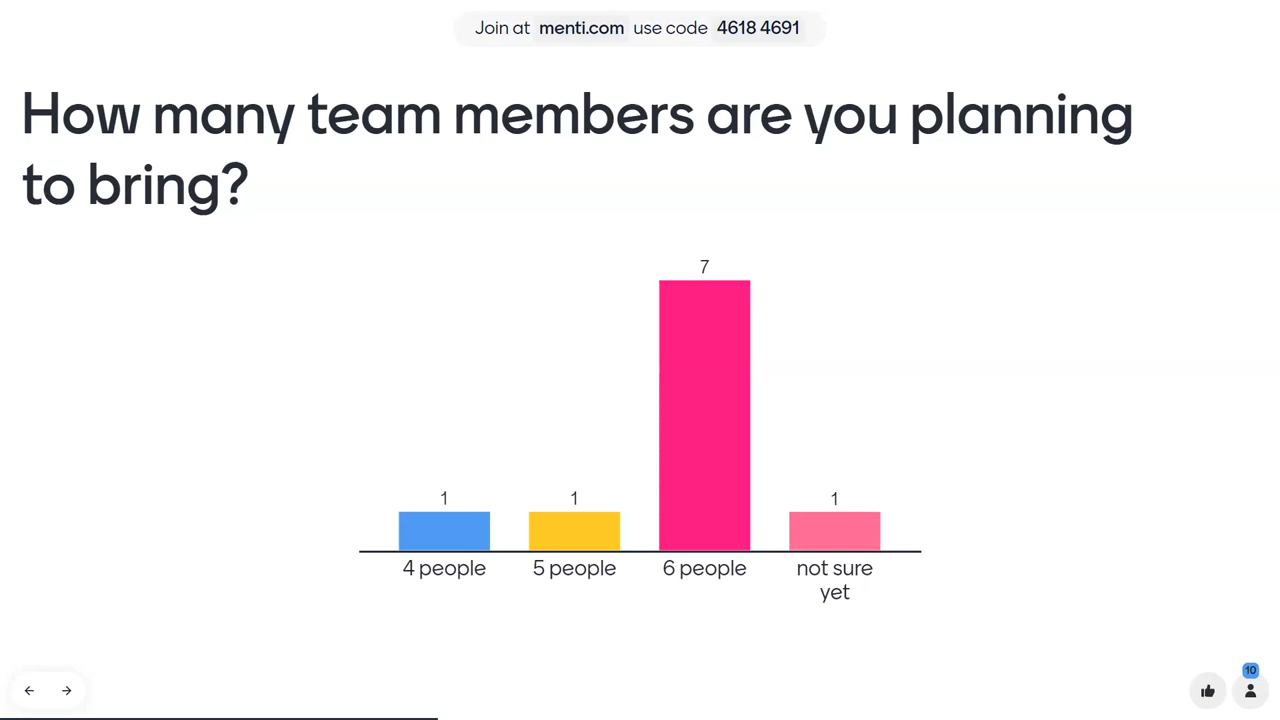 Join at menti.com use code 4618 4691
How many team members are you planning
to bring?
7
1 1 1
4 people 5 people 6 people not sure
yet
10